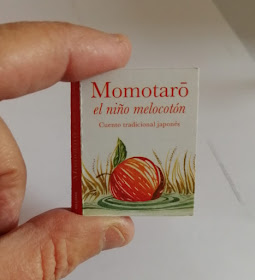 Momotarō
el niño melocotón
Cuento tradicional japonés